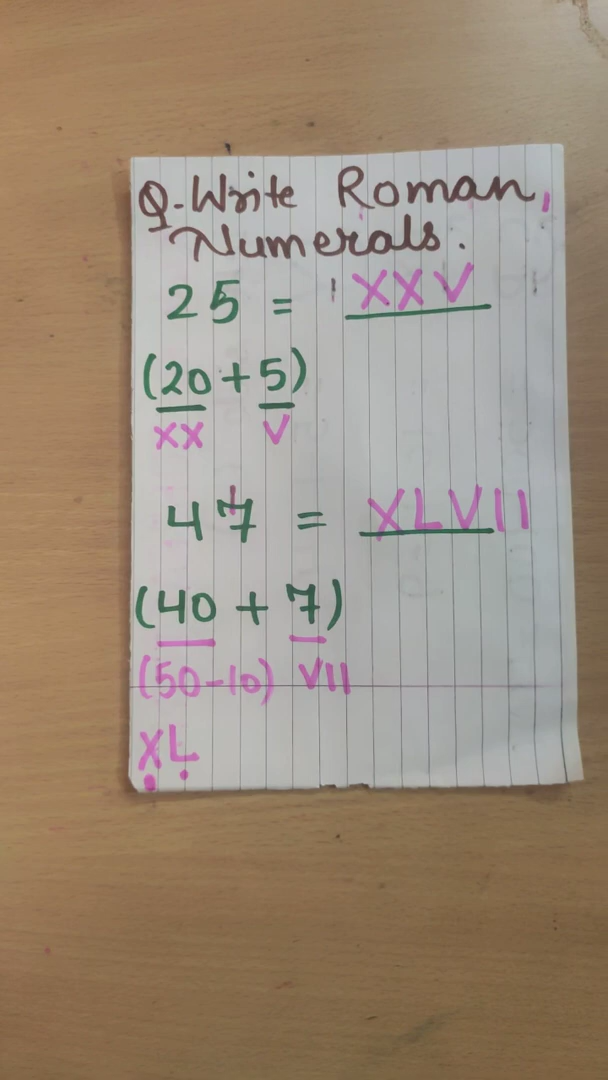 Q. Write Roman
Numerals.
25 = XXV
(20 + 5)
XX V
47 = XLVII
(40 + 7)
(50-10) VII
XL